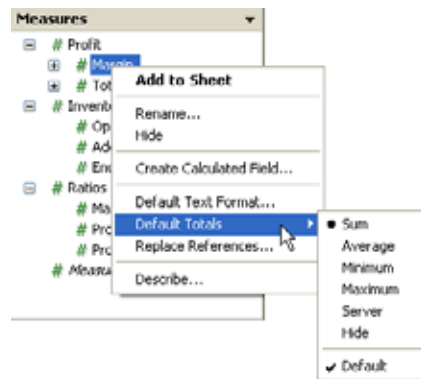 Measures
# Profit
# Margin
# Tot
# Invent
# Op
# Ad
# End
# Ratios
# Ma
# Pro
# Pro
# Measu
Add to Sheet
Rename...
Hide
Create Calculated Field...
Default Text Format...
Default Totals
Replace References...
Describe...
Sum
Average
Minimum
Maximum
Server
Hide
Default